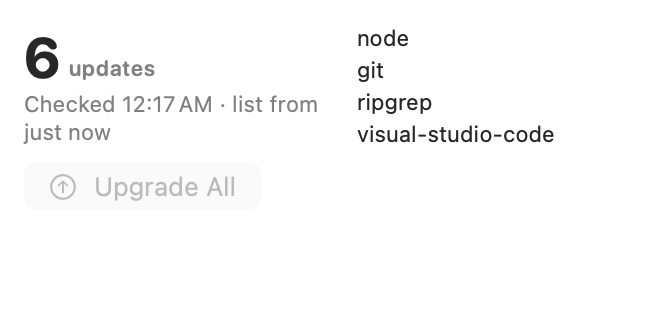 6 updates
Checked 12:17 AM · list from
just now
Upgrade All
node
git
ripgrep
visual-studio-code